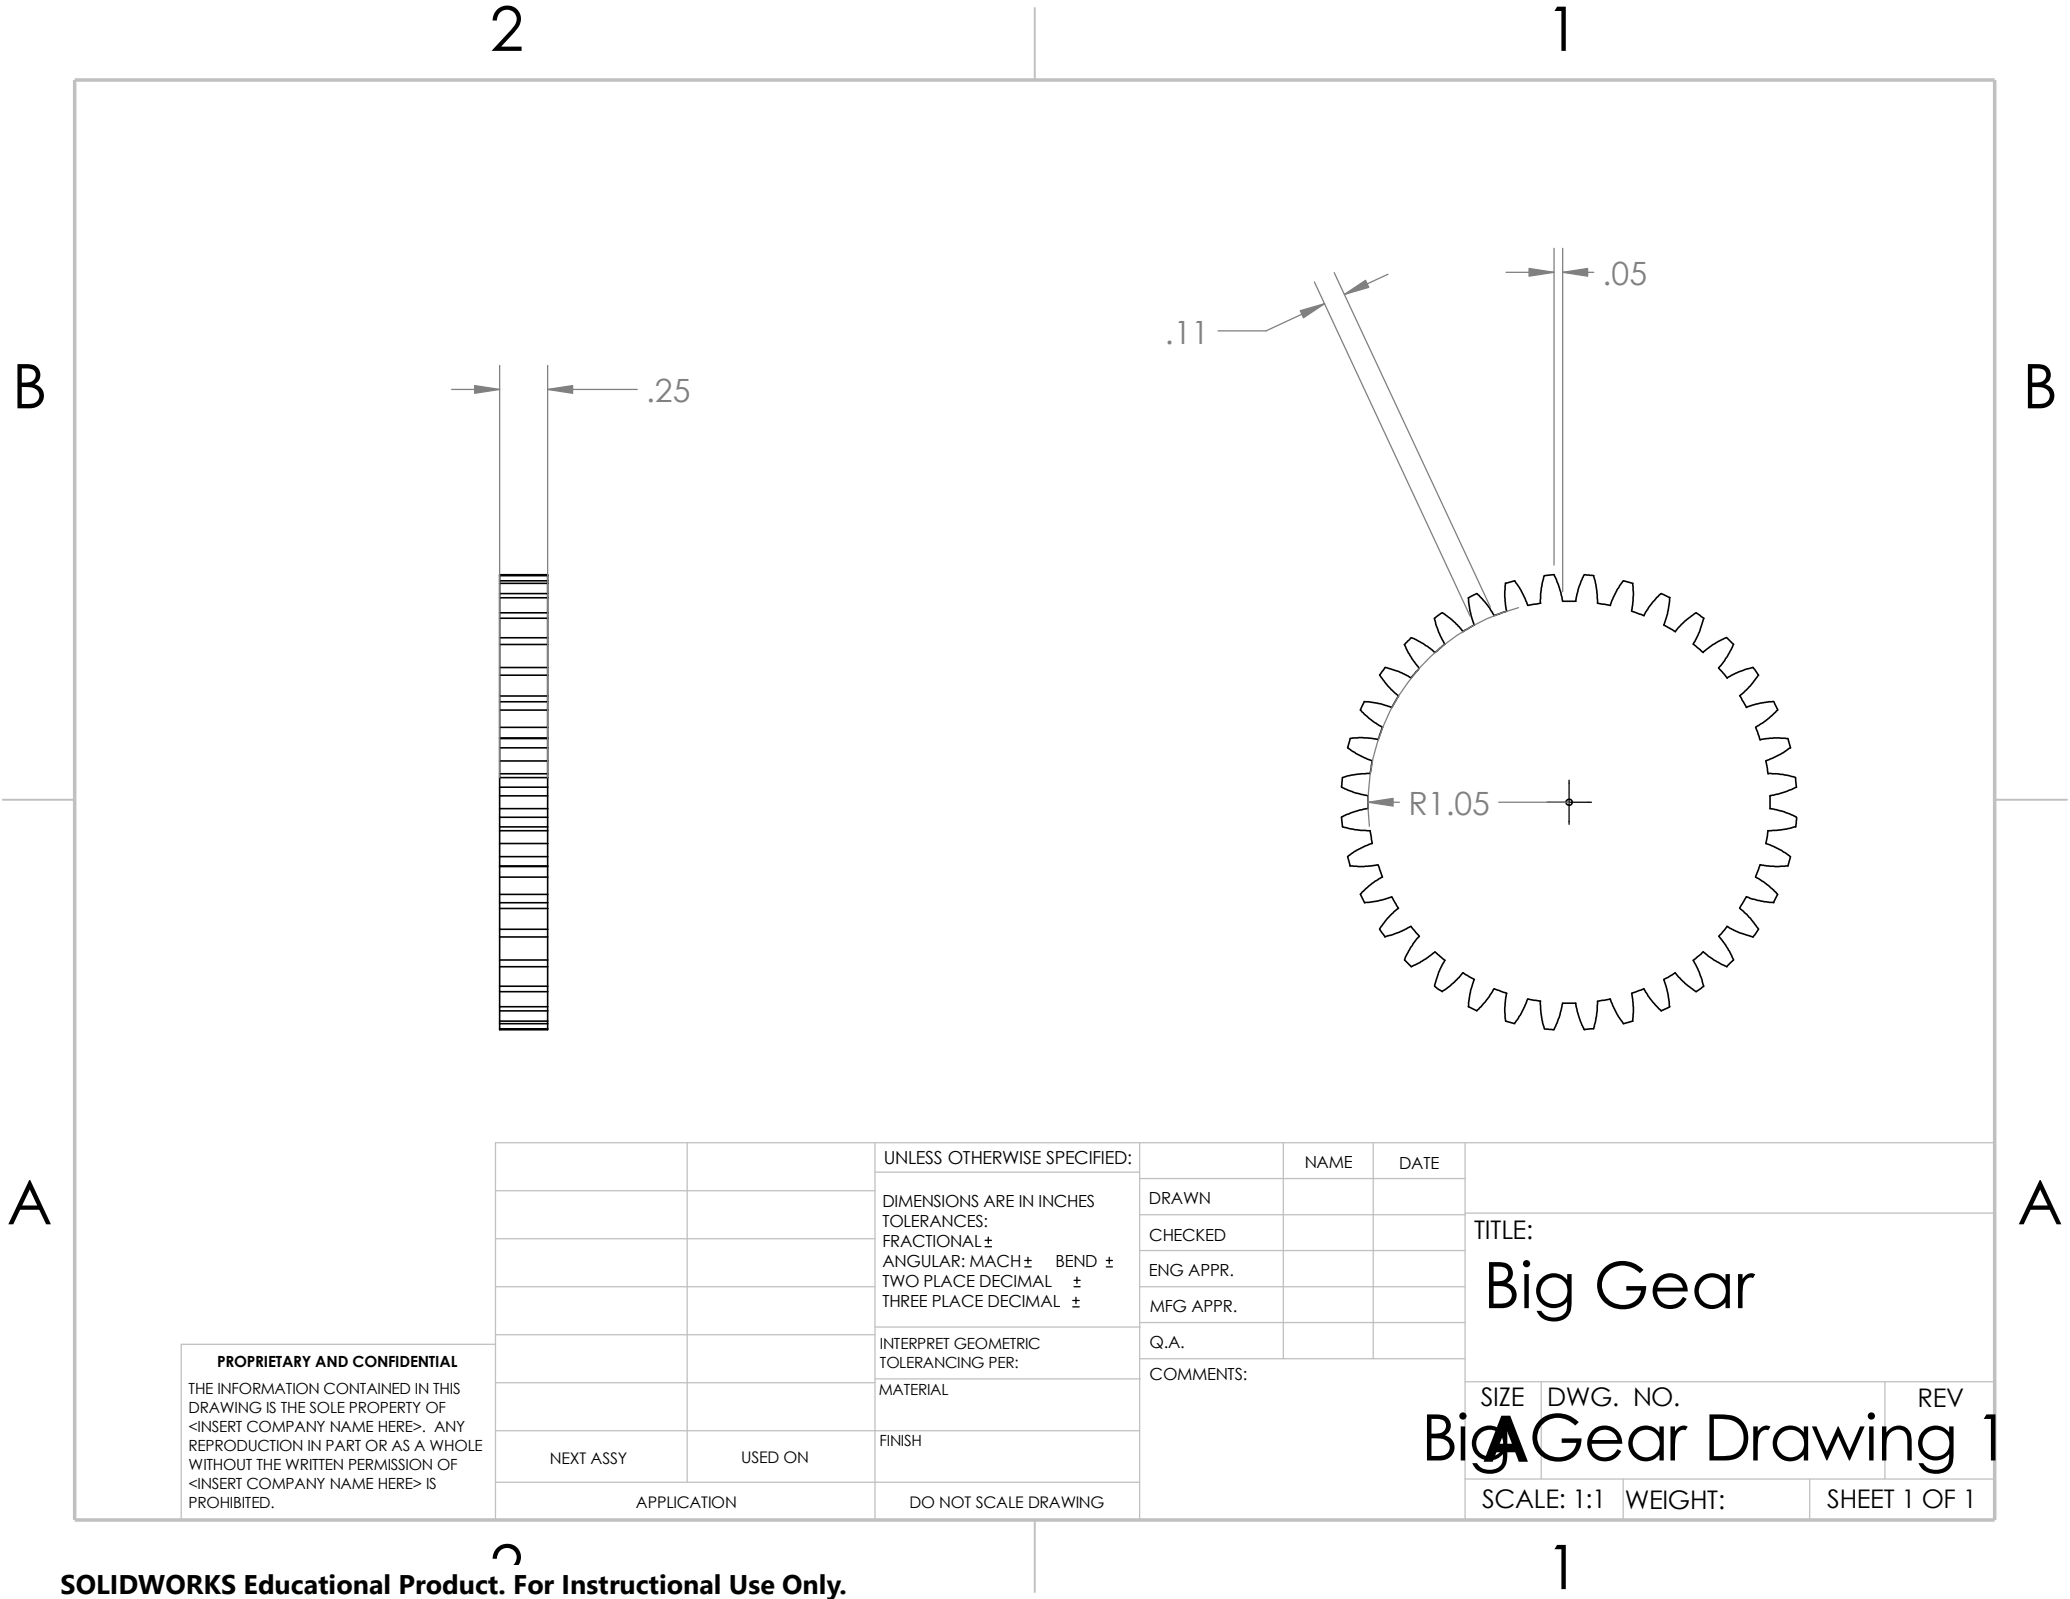 2
1
.05
.11
B
.25
B
R1.05
A
A
UNLESS OTHERWISE SPECIFIED:
DIMENSIONS ARE IN INCHES
TOLERANCES:
FRACTIONAL ±
ANGULAR: MACH ± BEND ±
TWO PLACE DECIMAL ±
THREE PLACE DECIMAL ±
INTERPRET GEOMETRIC
TOLERANCING PER:
MATERIAL
FINISH
DO NOT SCALE DRAWING
NAME DATE
DRAWN
CHECKED
ENG APPR.
MFG APPR.
Q.A.
COMMENTS:
TITLE:
Big Gear
SIZE DWG. NO. REV
A
Big Gear Drawing 1
SCALE: 1:1 WEIGHT: SHEET 1 OF 1
PROPRIETARY AND CONFIDENTIAL
THE INFORMATION CONTAINED IN THIS
DRAWING IS THE SOLE PROPERTY OF
<INSERT COMPANY NAME HERE>. ANY
REPRODUCTION IN PART OR AS A WHOLE
WITHOUT THE WRITTEN PERMISSION OF
<INSERT COMPANY NAME HERE> IS
PROHIBITED.
NEXT ASSY USED ON
APPLICATION
2
1
SOLIDWORKS Educational Product. For Instructional Use Only.